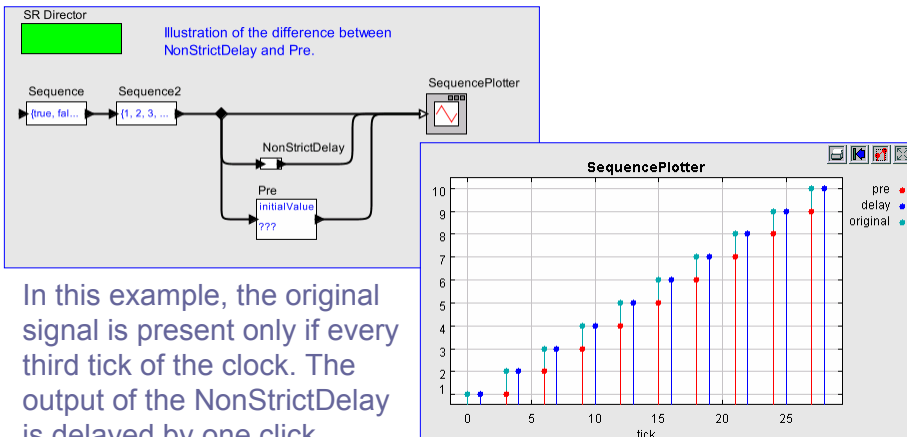 SR Director
Illustration of the difference between
NonStrictDelay and Pre.
Sequence
Sequence2
SequencePlotter
{true, fal...
{1, 2, 3, ...
NonStrictDelay
Pre
initialValue
???
SequencePlotter
pre
delay
original
10
9
8
7
6
5
4
3
2
1
0 5 10 15 20 25
tick
In this example, the original
signal is present only if every
third tick of the clock. The
output of the NonStrictDelay
is delayed by one click